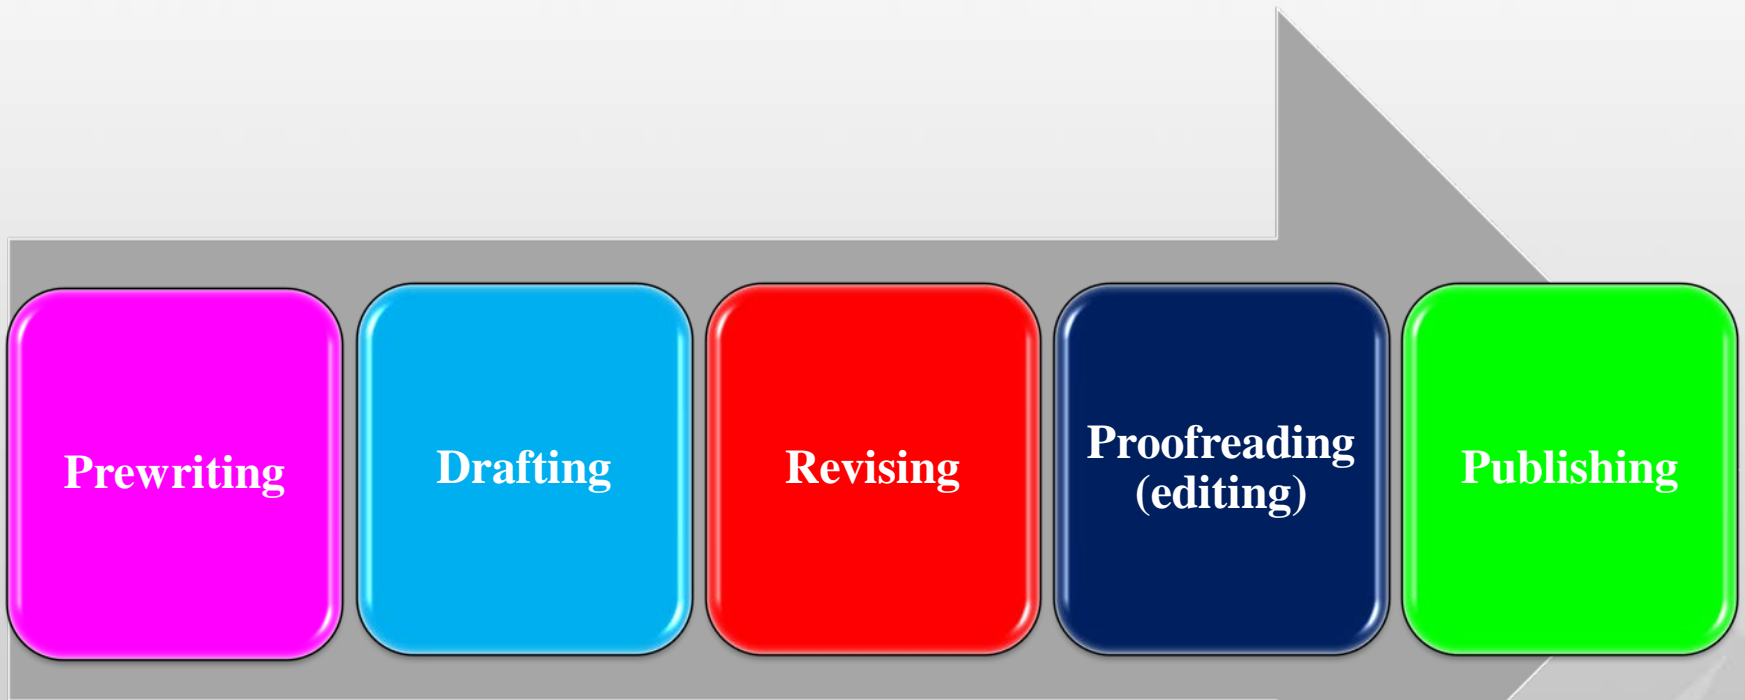 Prewriting
Drafting
Revising
Proofreading
(editing)
Publishing